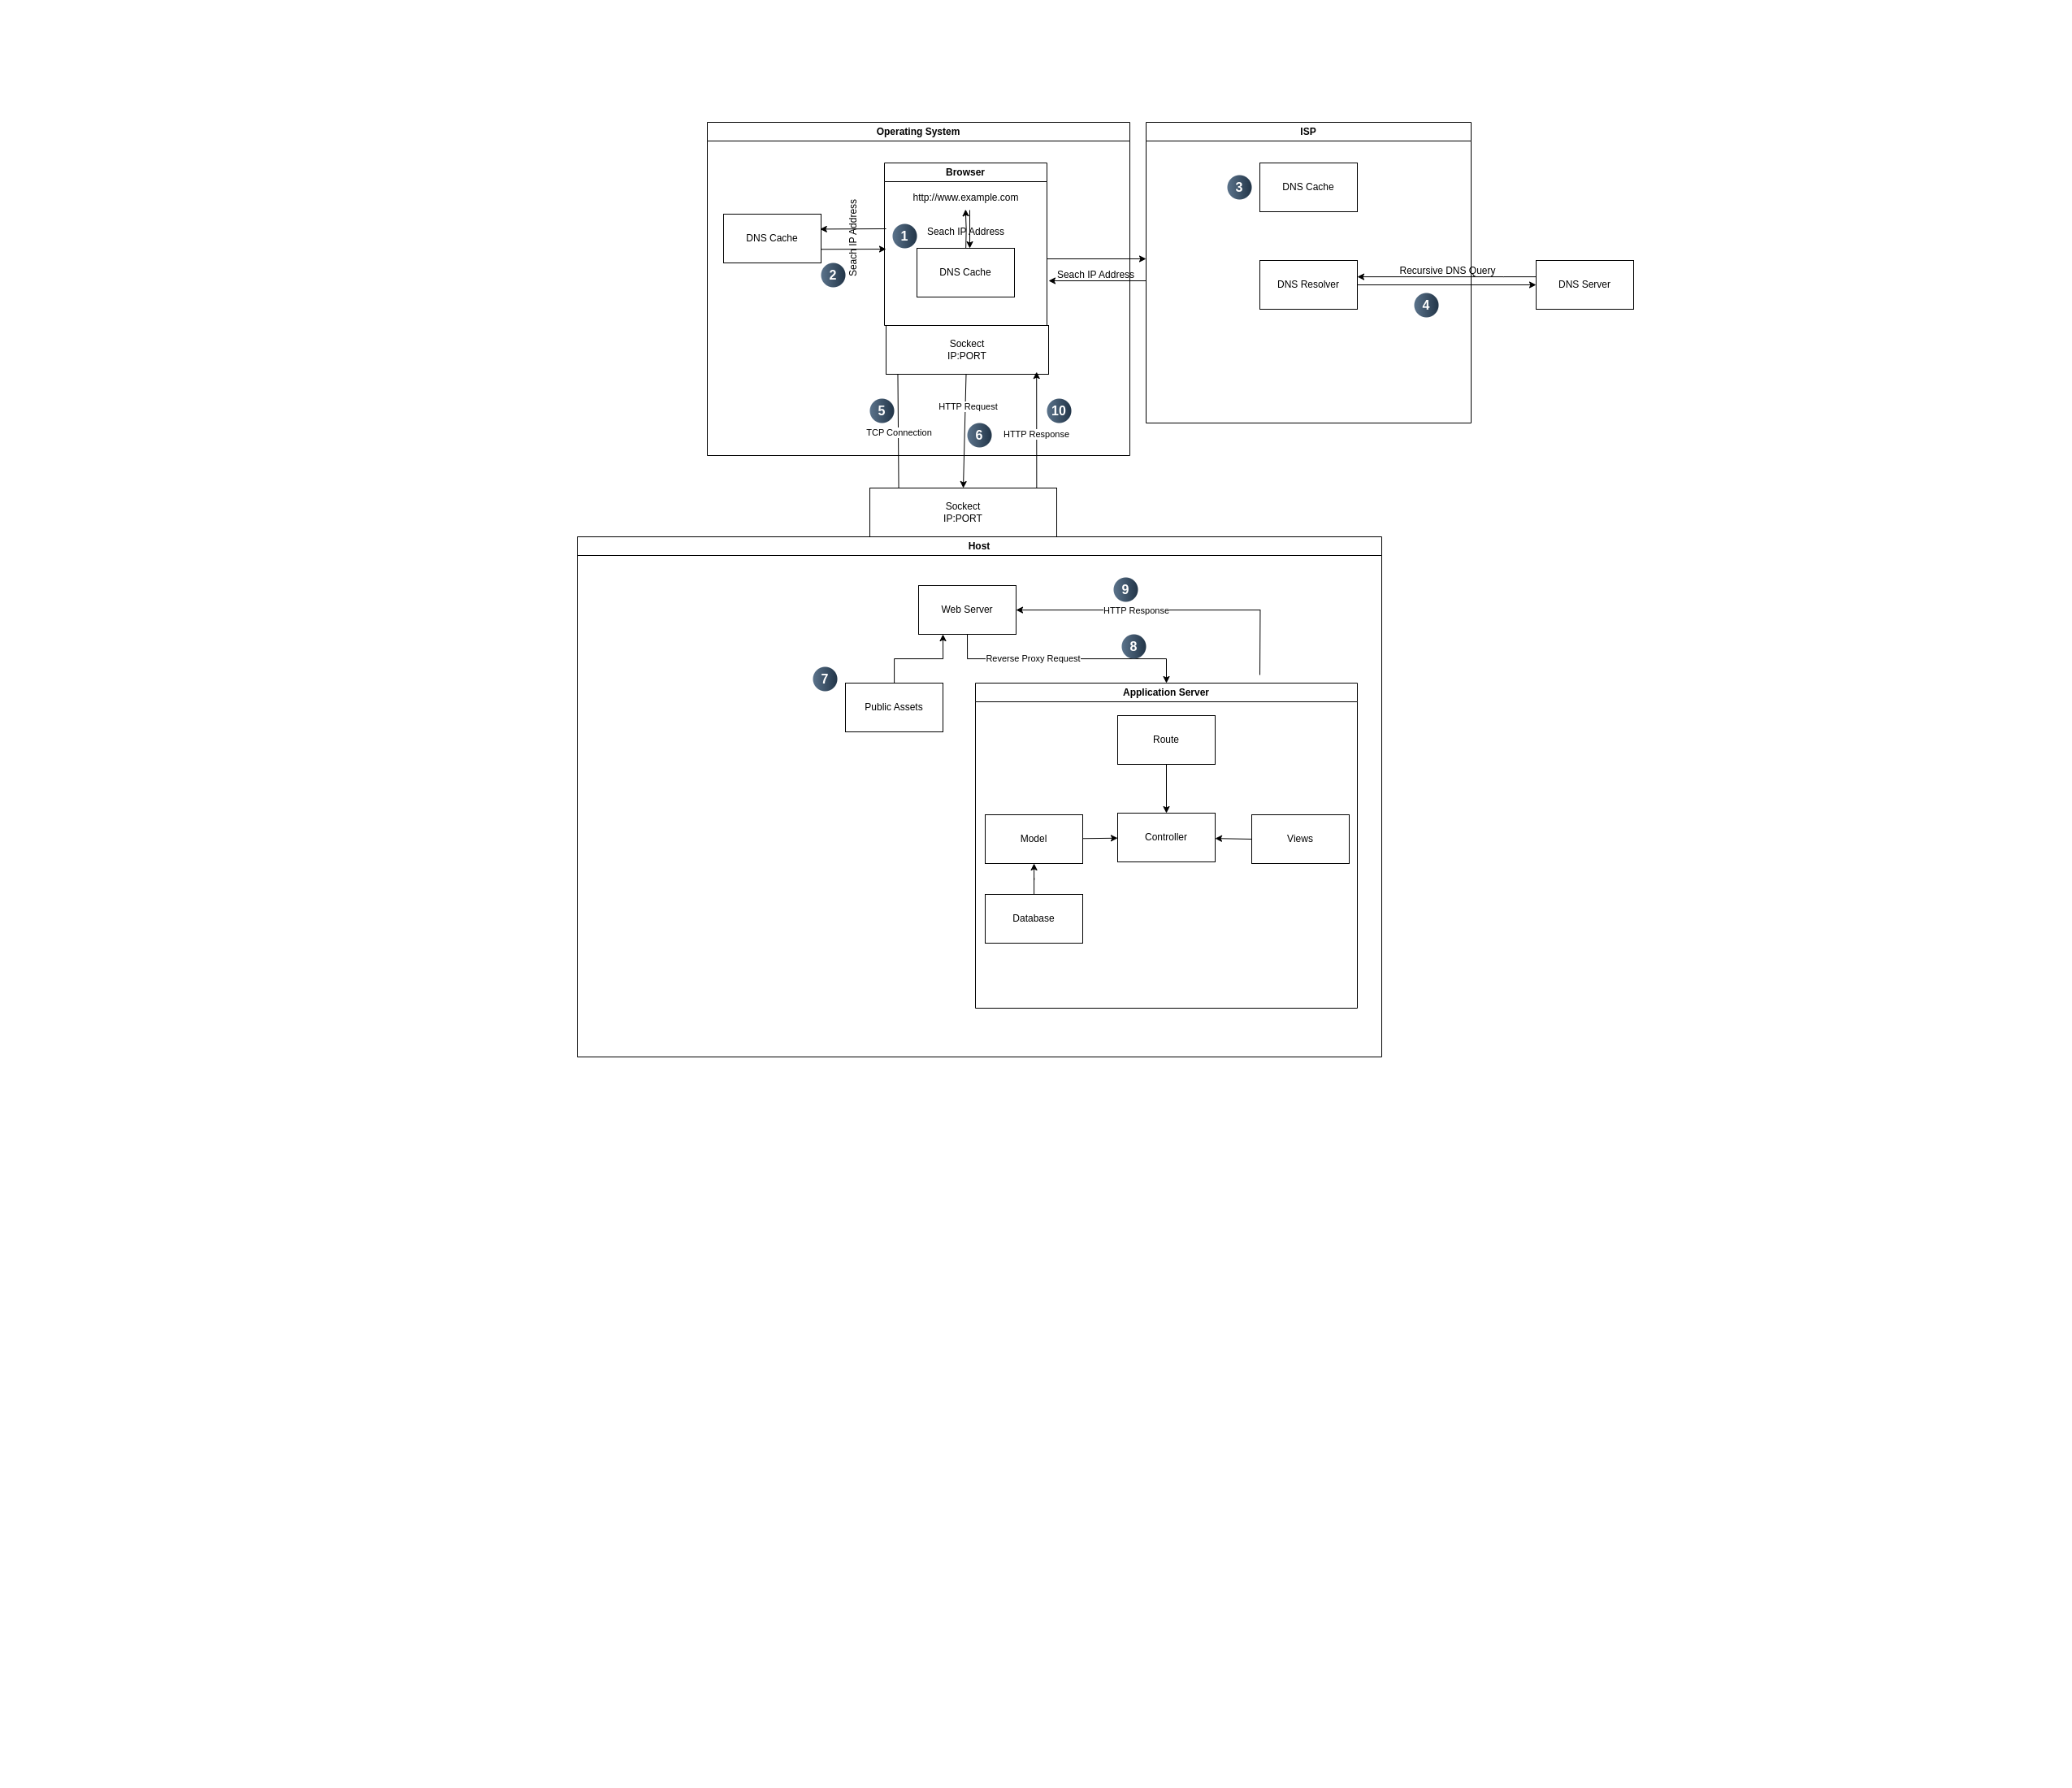 Operating System
ISP
Browser
http://www.example.com
DNS Cache
3
DNS Cache
Seach IP Address
1
Seach IP Address
DNS Cache
2
Seach IP Address
DNS Resolver
Recursive DNS Query
4
DNS Server
Sockect
IP:PORT
5
TCP Connection
HTTP Request
6
10
HTTP Response
Sockect
IP:PORT
Host
Web Server
9
HTTP Response
8
Reverse Proxy Request
7
Public Assets
Application Server
Route
Model
Controller
Views
Database